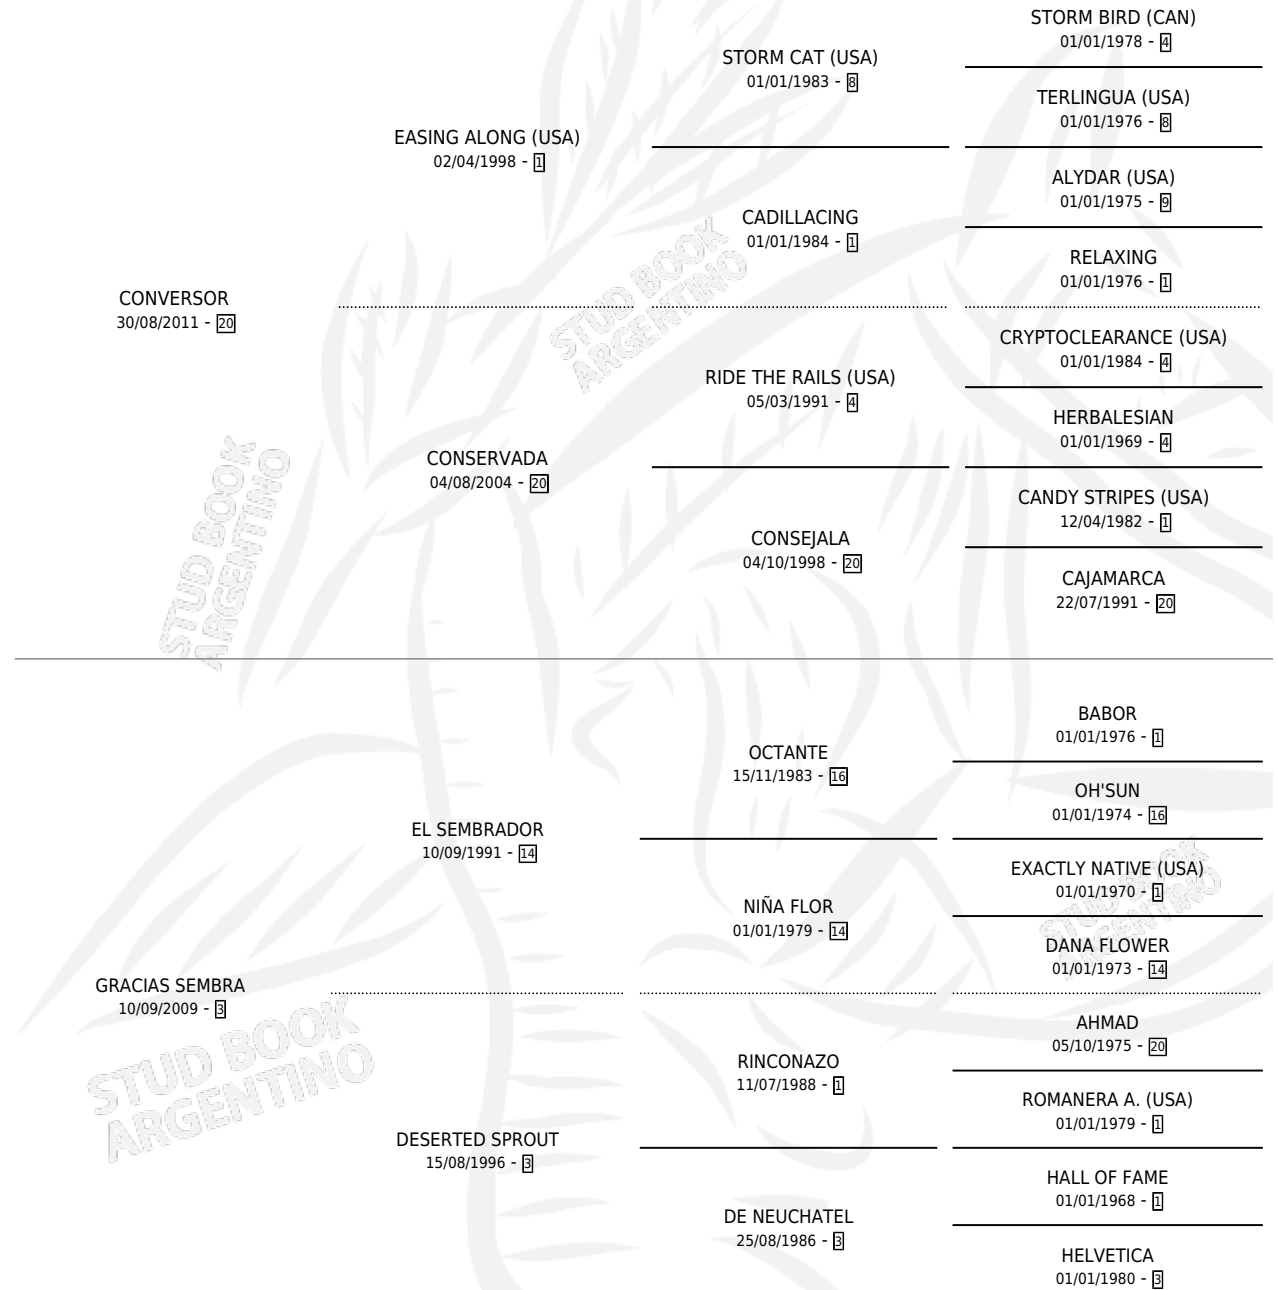 STORM BIRD (CAN)
01/01/1978 - 4
STORM CAT (USA)
01/01/1983 - 8
TERLINGUA (USA)
01/01/1976 - 8
EASING ALONG (USA)
02/04/1998 - 1
ALYDAR (USA)
01/01/1975 - 9
CADILLACING
01/01/1984 - 1
RELAXING
01/01/1976 - 1
CONVERSOR
30/08/2011 - 20
CRYPTOCLEARANCE (USA)
01/01/1984 - 4
RIDE THE RAILS (USA)
05/03/1991 - 4
HERBALESIAN
01/01/1969 - 4
CONSERVADA
04/08/2004 - 20
CANDY STRIPES (USA)
12/04/1982 - 1
CONSEJALA
04/10/1998 - 20
CAJAMARCA
22/07/1991 - 20
BABOR
01/01/1976 - 1
OCTANTE
15/11/1983 - 16
OH'SUN
01/01/1974 - 16
EL SEMBRADOR
10/09/1991 - 14
EXACTLY NATIVE (USA)
01/01/1970 - 1
NIÑA FLOR
01/01/1979 - 14
DANA FLOWER
01/01/1973 - 14
GRACIAS SEMBRA
10/09/2009 - 3
AHMAD
05/10/1975 - 20
RINCONAZO
11/07/1988 - 1
ROMANERA A. (USA)
01/01/1979 - 1
DESERTED SPROUT
15/08/1996 - 3
HALL OF FAME
01/01/1968 - 1
DE NEUCHATEL
25/08/1986 - 3
HELVETICA
01/01/1980 - 3
STUD BOOK
ARGENTINO
STUD BOOK
ARGENTINO
STUD BOOK
ARGENTINO
STUD BOOK
ARGENTINO